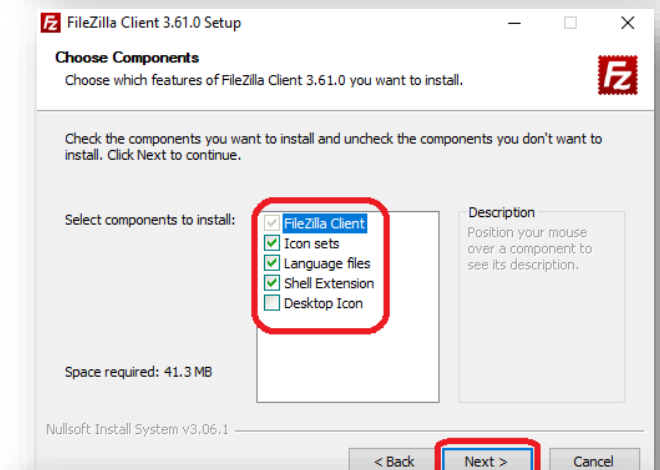 FileZilla Client 3.61.0 Setup
Choose Components
Choose which features of FileZilla Client 3.61.0 you want to install.
Fz
Check the components you want to install and uncheck the components you don't want to
install. Click Next to continue.
Select components to install:
FileZilla Client
Icon sets
Language files
Shell Extension
Desktop Icon
Description
Position your mouse
over a component to
see its description.
Space required: 41.3 MB
Nullsoft Install System v3.06.1
< Back
Next >
Cancel